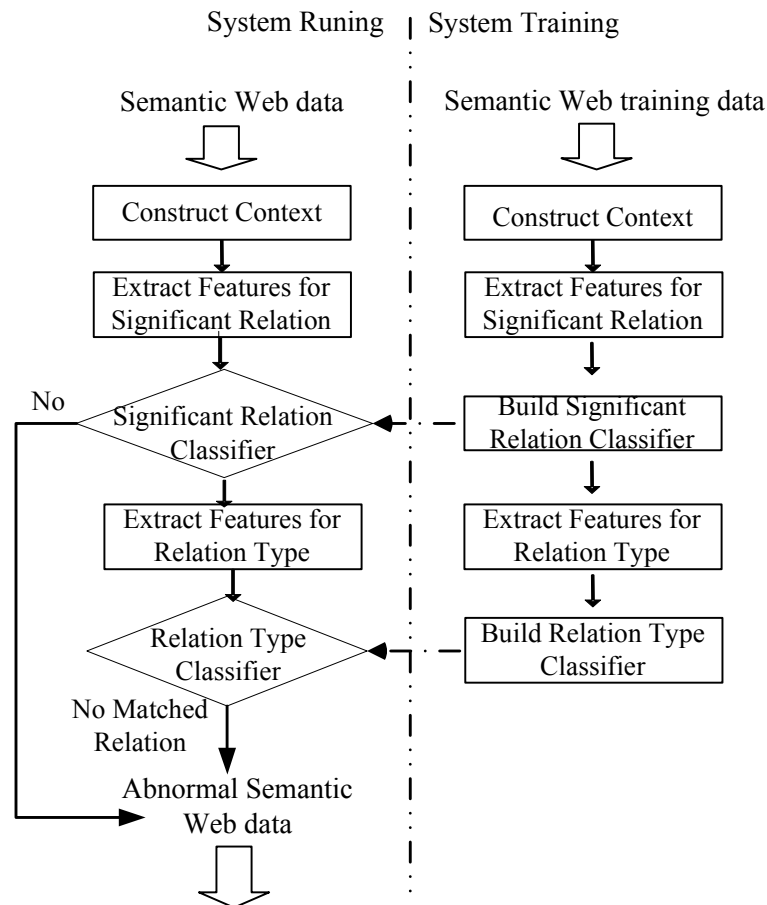 System Runing
System Training
Semantic Web data
Semantic Web training data
Construct Context
Construct Context
Extract Features for
Significant Relation
Extract Features for
Significant Relation
No
Significant Relation
Classifier
Build Significant
Relation Classifier
Extract Features for
Relation Type
Extract Features for
Relation Type
Relation Type
Classifier
Build Relation Type
Classifier
No Matched
Relation
Abnormal Semantic
Web data